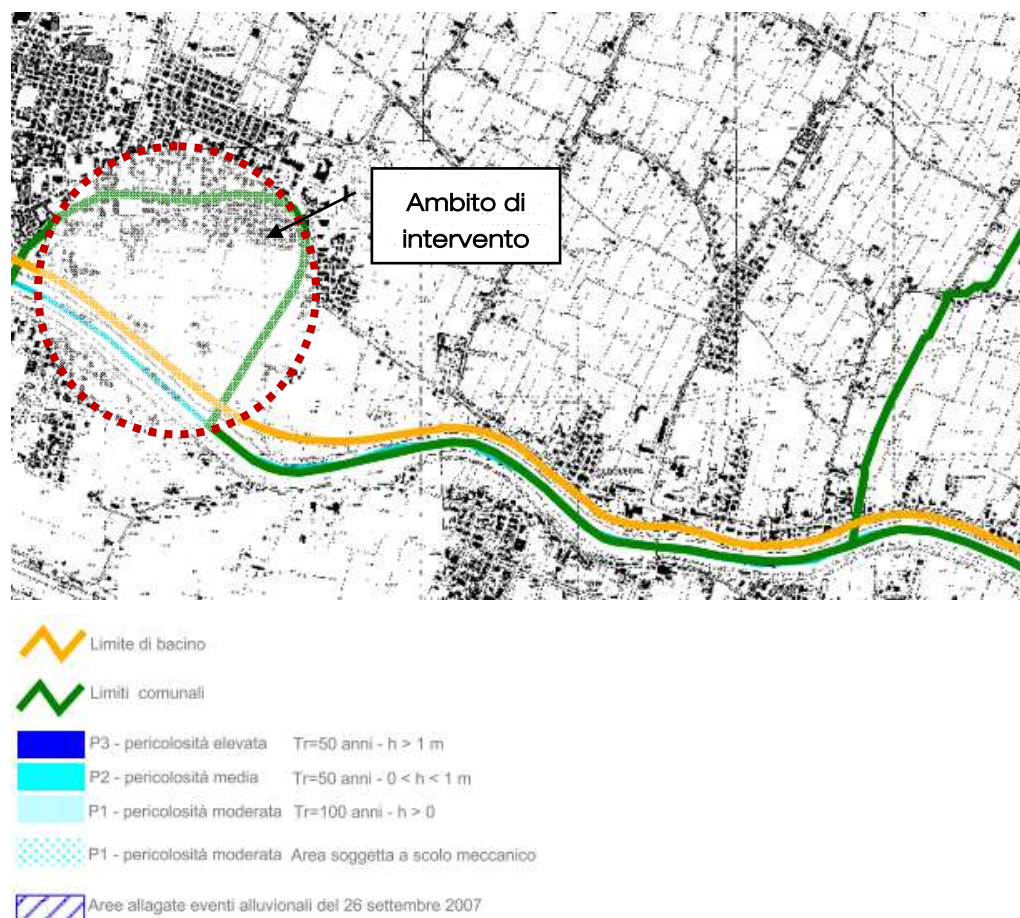 Ambito di
intervento
Limite di bacino
Limiti comunali
P3 - pericolosità elevata Tr=50 anni - h > 1 m
P2 - pericolosità media Tr=50 anni - 0 < h < 1 m
P1 - pericolosità moderata Tr=100 anni - h > 0
P1 - pericolosità moderata Area soggetta a scolo meccanico
Aree allagate eventi alluvionali del 26 settembre 2007